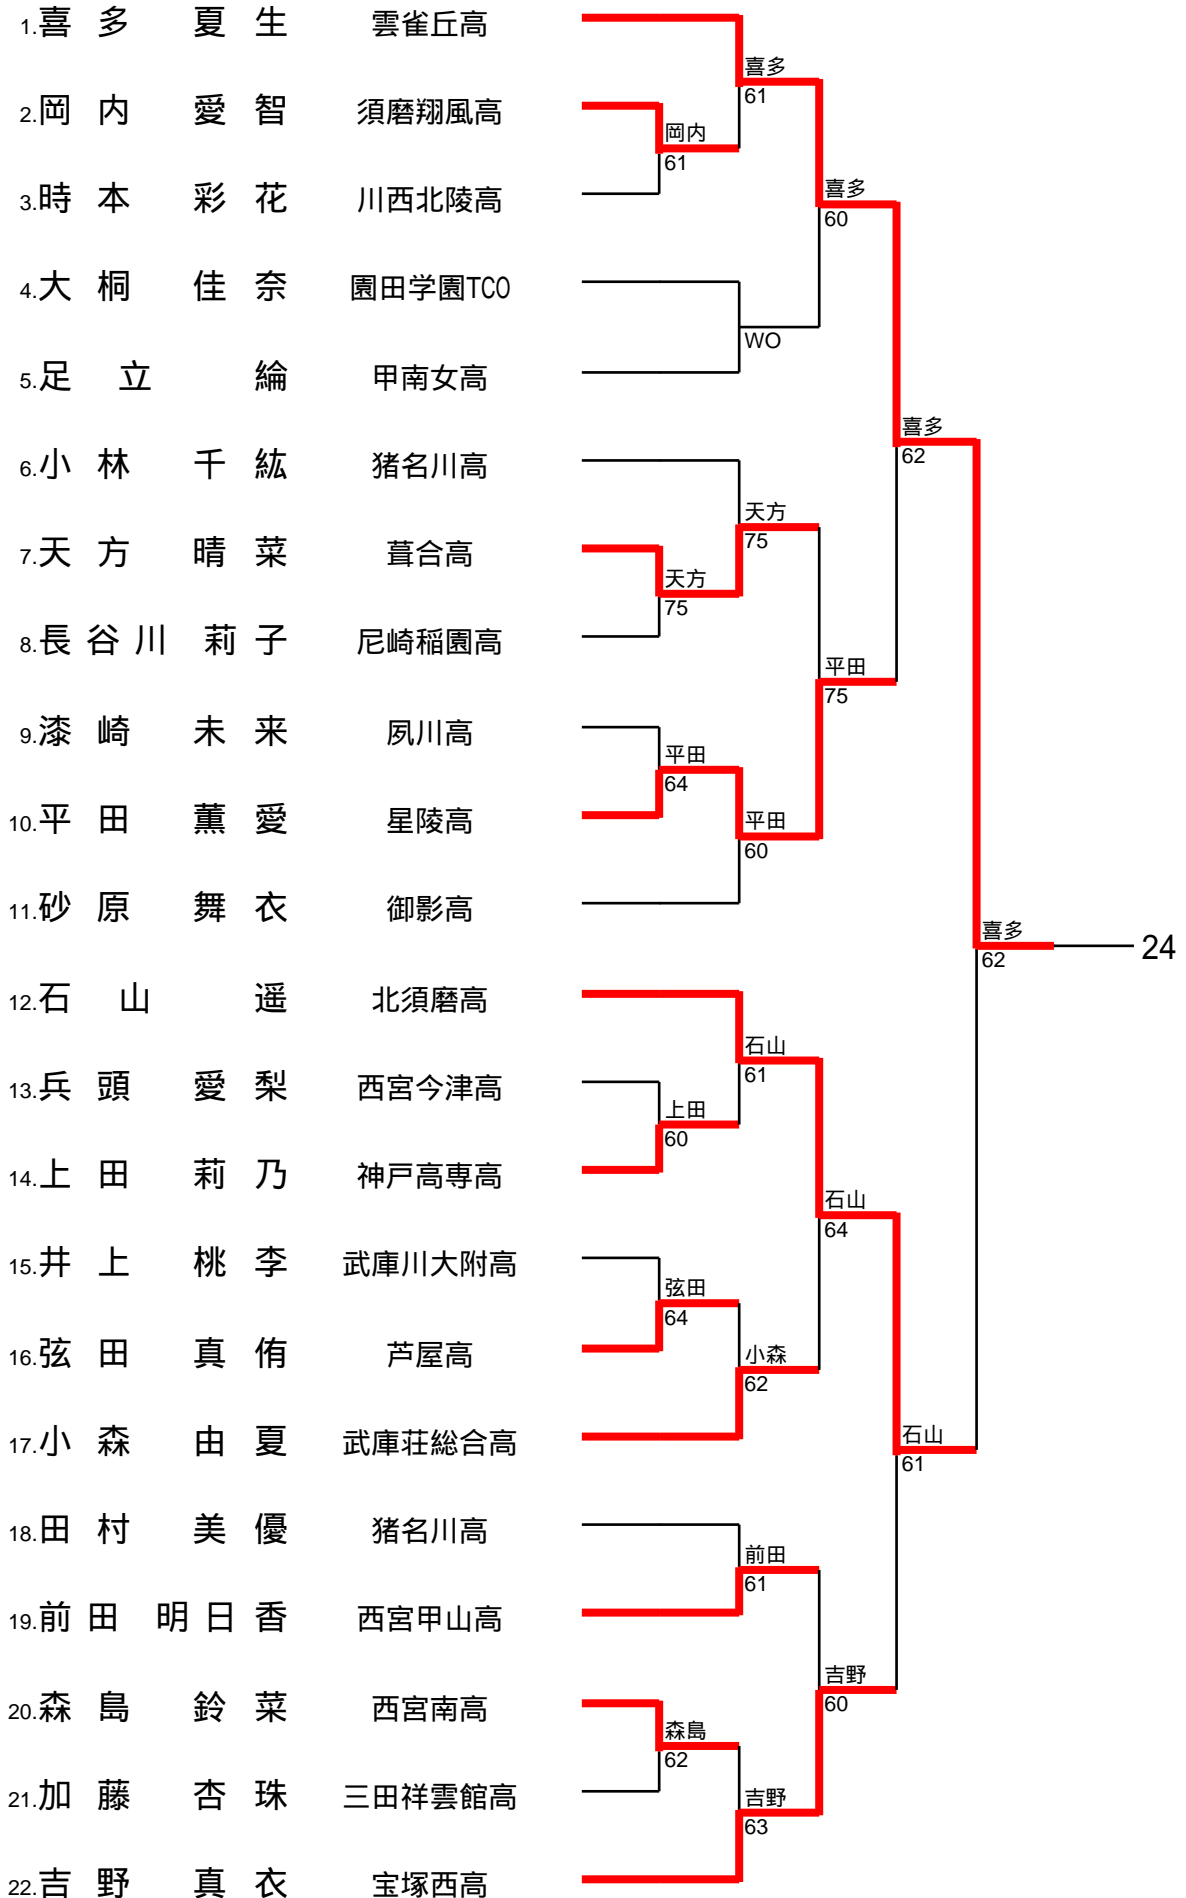 1.喜多 夏生 雲雀丘高
喜多
61
2.岡内 愛智 須磨翔風高
岡内
61
3.時本 彩花 川西北陵高
喜多
60
4.大桐 佳奈 園田学園TCO
WO
5.足立 綸 甲南女高
喜多
62
6.小林 千紘 猪名川高
天方
75
7.天方 晴菜 葺合高
天方
75
8.長谷川 莉子 尼崎稲園高
平田
75
9.漆崎 未来 夙川高
平田
64
10.平田 薫愛 星陵高
平田
60
11.砂原 舞衣 御影高
喜多
62
24
12.石山 遥 北須磨高
石山
61
13.兵頭 愛梨 西宮今津高
上田
60
14.上田 莉乃 神戸高専高
石山
64
15.井上 桃李 武庫川大附高
弦田
64
16.弦田 真侑 芦屋高
小森
62
17.小森 由夏 武庫荘総合高
石山
61
18.田村 美優 猪名川高
前田
61
19.前田 明日香 西宮甲山高
吉野
60
20.森島 鈴菜 西宮南高
森島
62
21.加藤 杏珠 三田祥雲館高
吉野
63
22.吉野 真衣 宝塚西高